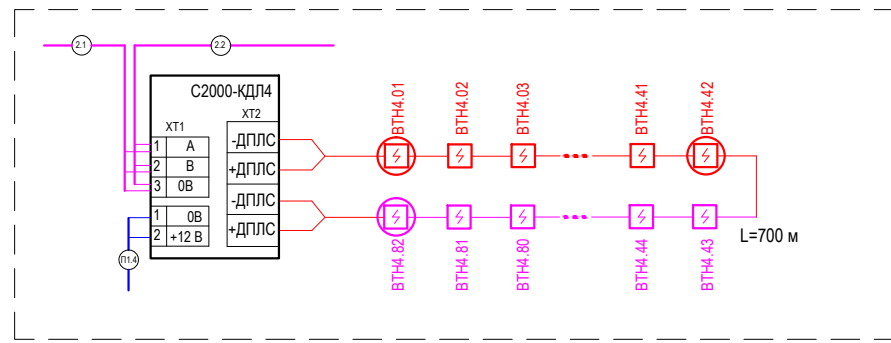 2.1
2.2
С2000-КДЛ4
XT1
XT2
1 А
2 В
3 0В
1 0В
2 +12 В
-ДПЛС
+ДПЛС
-ДПЛС
+ДПЛС
П1.4
ВТН4.01
ВТН4.02
ВТН4.03
ВТН4.41
ВТН4.42
ВТН4.82
ВТН4.81
ВТН4.80
ВТН4.44
ВТН4.43
L=700 м